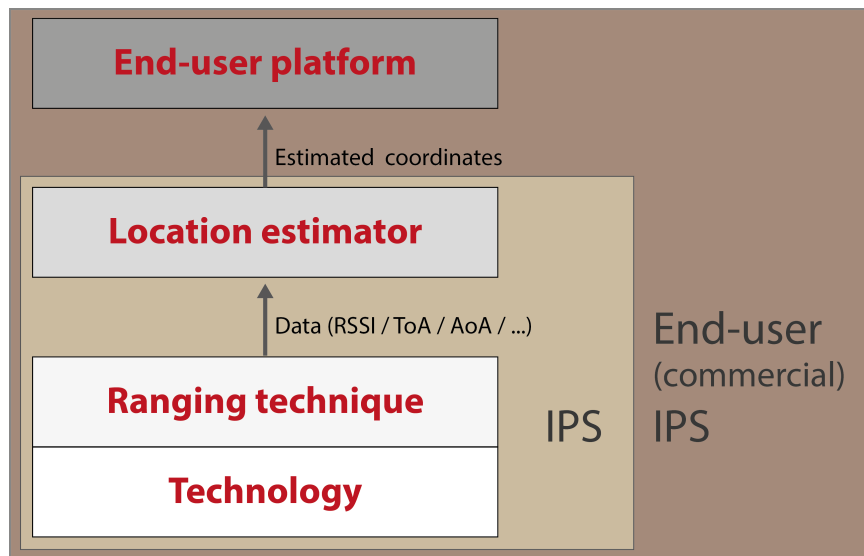 End-user platform
Estimated coordinates
Location estimator
Data (RSSI / ToA / AoA / ...)
Ranging technique
Technology
IPS
End-user
(commercial)
IPS